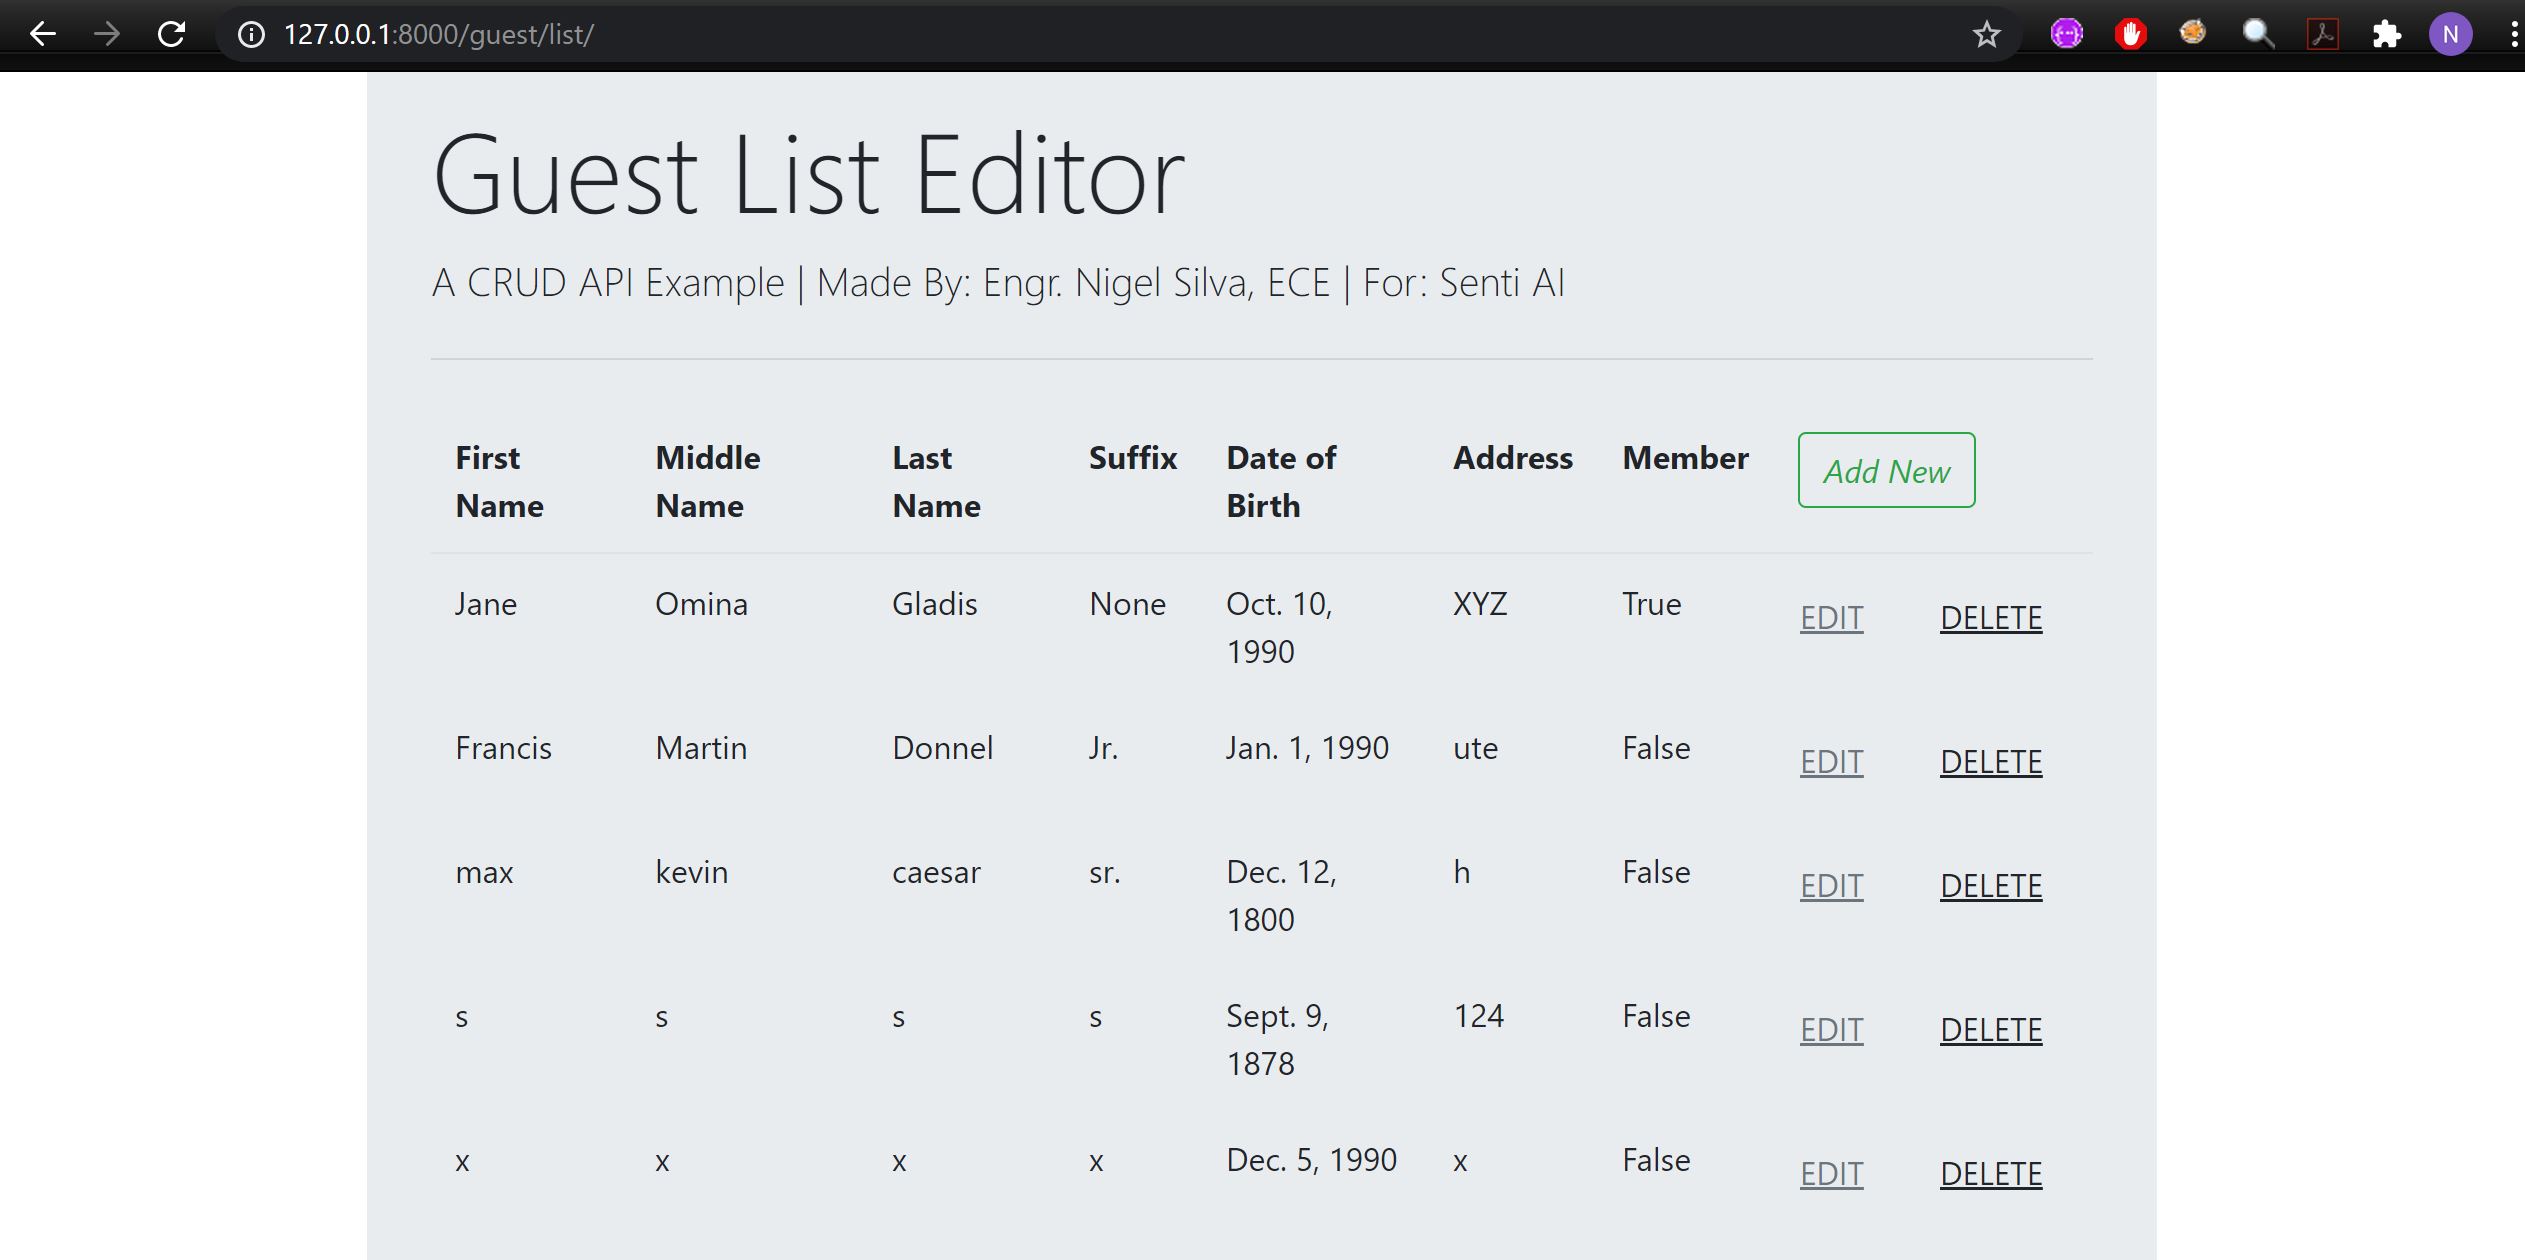 127.0.0.1:8000/guest/list/
N
Guest List Editor
A CRUD API Example | Made By: Engr. Nigel Silva, ECE | For: Senti AI
First Name Middle Name Last Name Suffix Date of Birth Address Member Add New
Jane Omina Gladis None Oct. 10, 1990 XYZ True EDIT DELETE
Francis Martin Donnel Jr. Jan. 1, 1990 ute False EDIT DELETE
max kevin caesar sr. Dec. 12, 1800 h False EDIT DELETE
s s s s Sept. 9, 1878 124 False EDIT DELETE
x x x x Dec. 5, 1990 x False EDIT DELETE